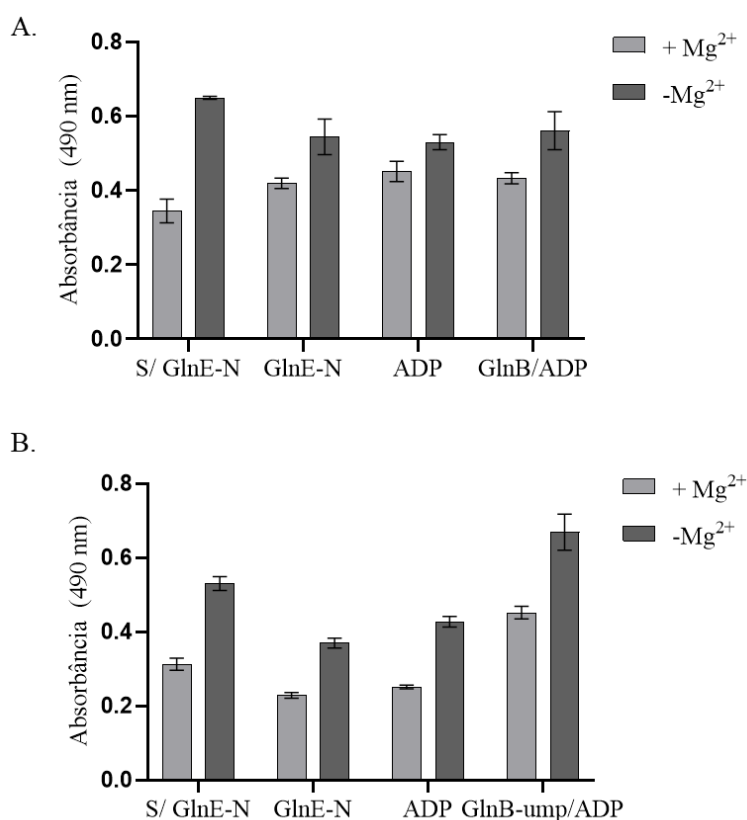 A.
0.8
0.6
0.4
0.2
0.0
Absorbância (490 nm)
S/ GlnE-N GlnE-N ADP GlnB/ADP
+ Mg²⁺
-Mg²⁺
B.
0.8
0.6
0.4
0.2
0.0
Absorbância (490 nm)
S/ GlnE-N GlnE-N ADP GlnB-ump/ADP
+ Mg²⁺
-Mg²⁺